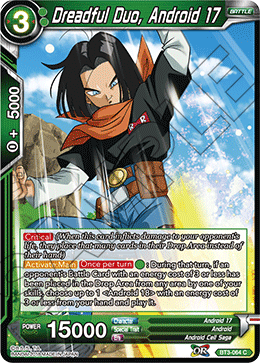 3
Dreadful Duo, Android 17
BATTLE
0 + 5000
Critical (When this card inflicts damage to your opponent's
life, they place that many cards in their Drop Area instead of
their hand)
Activate: Main Once per turn : During that turn, if an
opponent's Battle Card with an energy cost of 3 or less has
been placed in the Drop Area from any area by one of your
skills, choose up to 1 <Android 18> with an energy cost of
3 or less from your hand and play it.
POWER
15000
Character
Android 17
Special Trait
Android
Era
Android Cell Saga
BT3-064 C